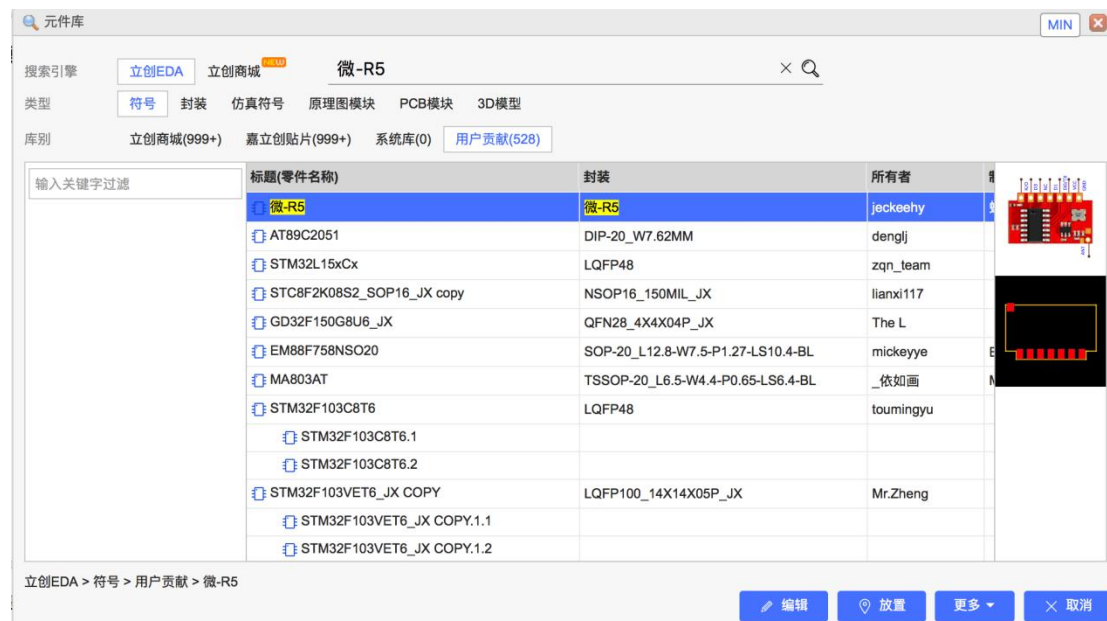 元件库 MIN
搜索引擎 立创EDA 立创商城 NEW 微-R5
类型 符号 封装 仿真符号 原理图模块 PCB模块 3D模型
库别 立创商城(999+) 嘉立创贴片(999+) 系统库(0) 用户贡献(528)
输入关键字过滤
标题(零件名称) 封装 所有者
微-R5 微-R5 jeckeehy
AT89C2051 DIP-20_W7.62MM denglj
STM32L15xCx LQFP48 zqn_team
STC8F2K08S2_SOP16_JX copy NSOP16_150MIL_JX lianxi117
GD32F150G8U6_JX QFN28_4X4X04P_JX The L
EM88F758NSO20 SOP-20_L12.8-W7.5-P1.27-LS10.4-BL mickeyye
MA803AT TSSOP-20_L6.5-W4.4-P0.65-LS6.4-BL _依如画
STM32F103C8T6 LQFP48 toumingyu
STM32F103C8T6.1
STM32F103C8T6.2
STM32F103VET6_JX COPY LQFP100_14X14X05P_JX Mr.Zheng
STM32F103VET6_JX COPY.1.1
STM32F103VET6_JX COPY.1.2
立创EDA > 符号 > 用户贡献 > 微-R5
编辑 放置 更多 取消